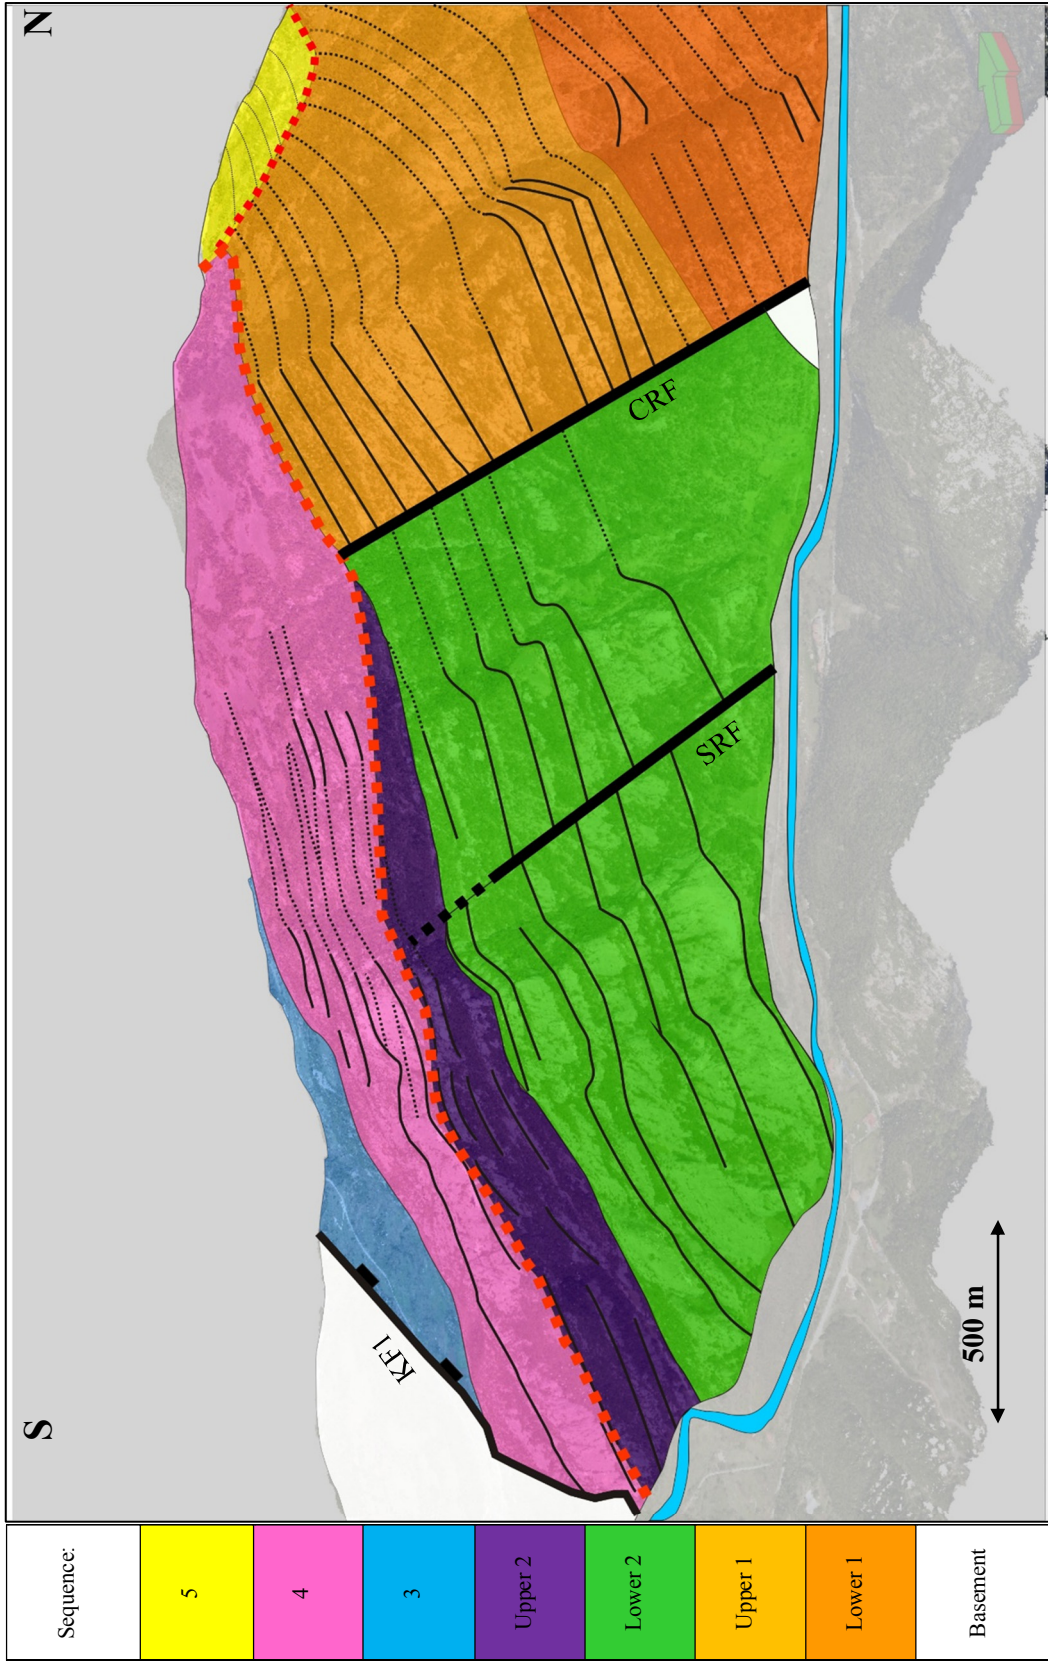 S
N
KF1
SRF
CRF
500 m
Sequence:
5
4
3
Upper 2
Lower 2
Upper 1
Lower 1
Basement